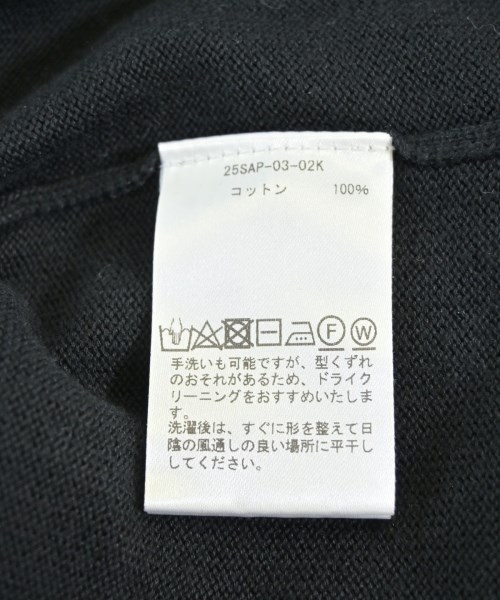 25SAP-03-02K
コットン 100%
F W
手洗いも可能ですが、型くずれ
のおそれがあるため、ドライク
リーニングをおすすめいたしま
す。
洗濯後は、すぐに形を整えて日
陰の風通しの良い場所に平干し
してください。